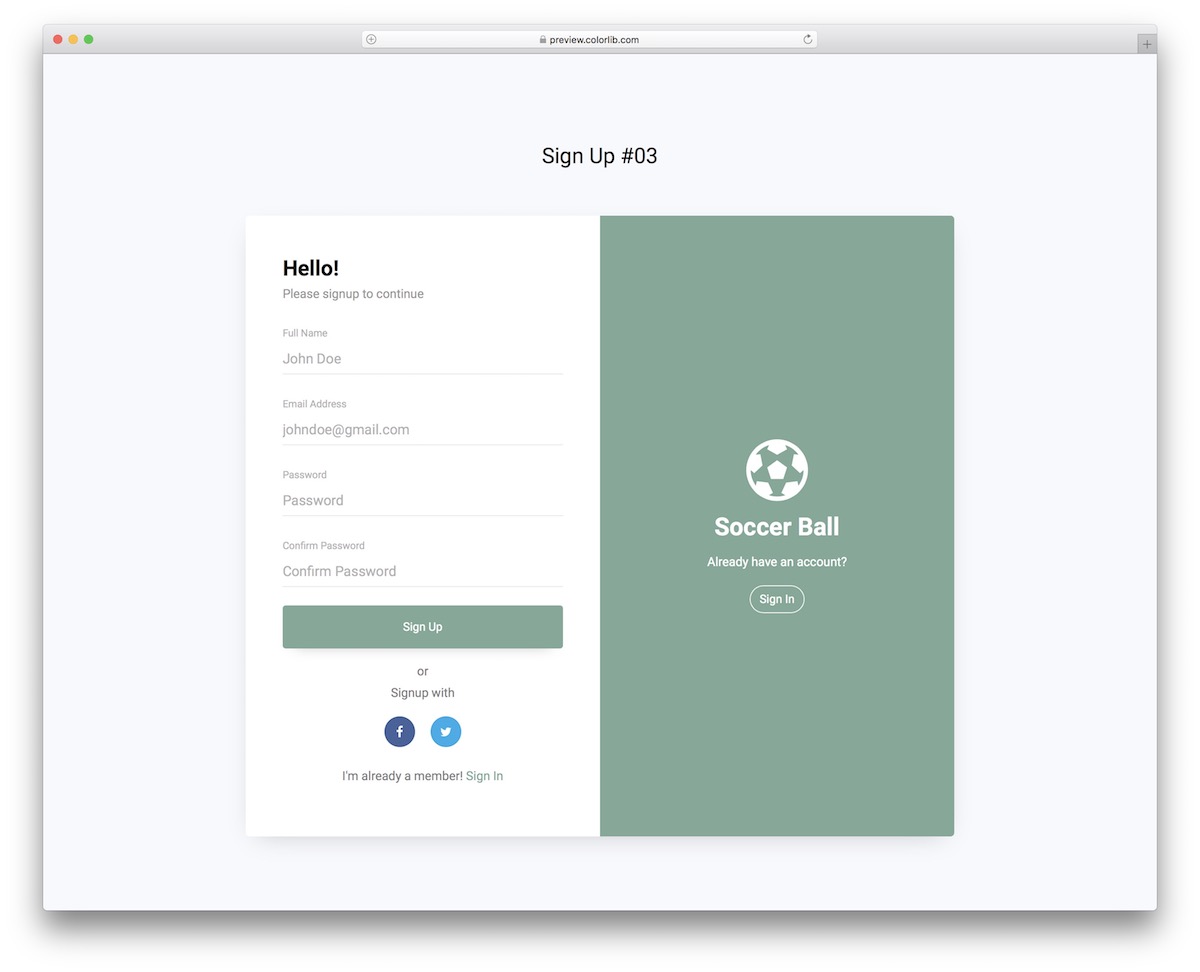 preview.colorlib.com
Sign Up #03
Hello!
Please signup to continue
Full Name
John Doe
Email Address
johndoe@gmail.com
Password
Password
Confirm Password
Confirm Password
Sign Up
or
Signup with
I'm already a member! Sign In
Soccer Ball
Already have an account?
Sign In